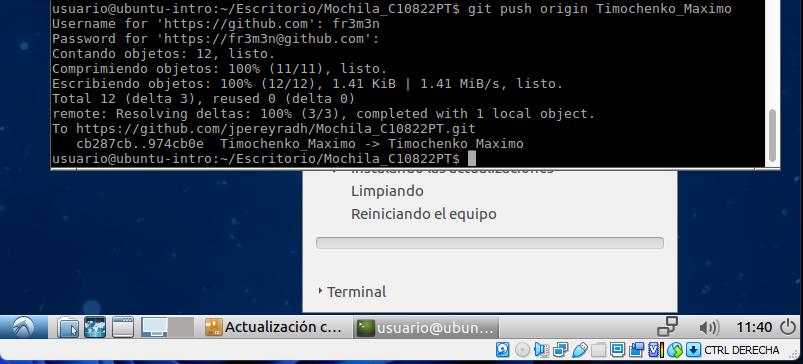 usuario@ubuntu-intro:~/Escritorio/Mochila_C10822PT$ git push origin Timochenko_Maximo
Username for 'https://github.com': fr3m3n
Password for 'https://fr3m3n@github.com':
Contando objetos: 12, listo.
Comprimiendo objetos: 100% (11/11), listo.
Escribiendo objetos: 100% (12/12), 1.41 KiB | 1.41 MiB/s, listo.
Total 12 (delta 3), reused 0 (delta 0)
remote: Resolving deltas: 100% (3/3), completed with 1 local object.
To https://github.com/jpereyradh/Mochila_C10822PT.git
   cb287cb..974cb0e  Timochenko_Maximo -> Timochenko_Maximo
usuario@ubuntu-intro:~/Escritorio/Mochila_C10822PT$
Instalando las actualizaciones
Limpiando
Reiniciando el equipo
Terminal
Actualización c... usuario@ubun... 11:40
CTRL DERECHA